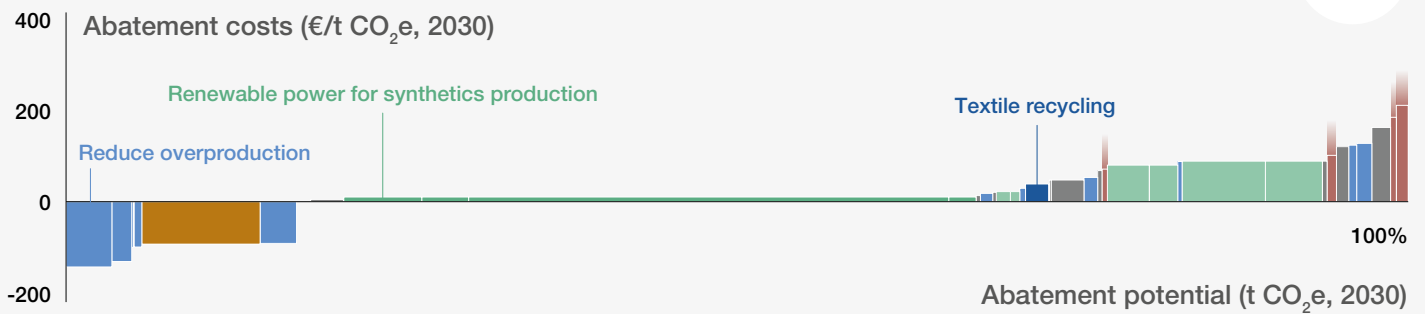 400
Abatement costs (€/t CO₂e, 2030)
Renewable power for synthetics production
200
Textile recycling
Reduce overproduction
0
100%
-200
Abatement potential (t CO₂e, 2030)